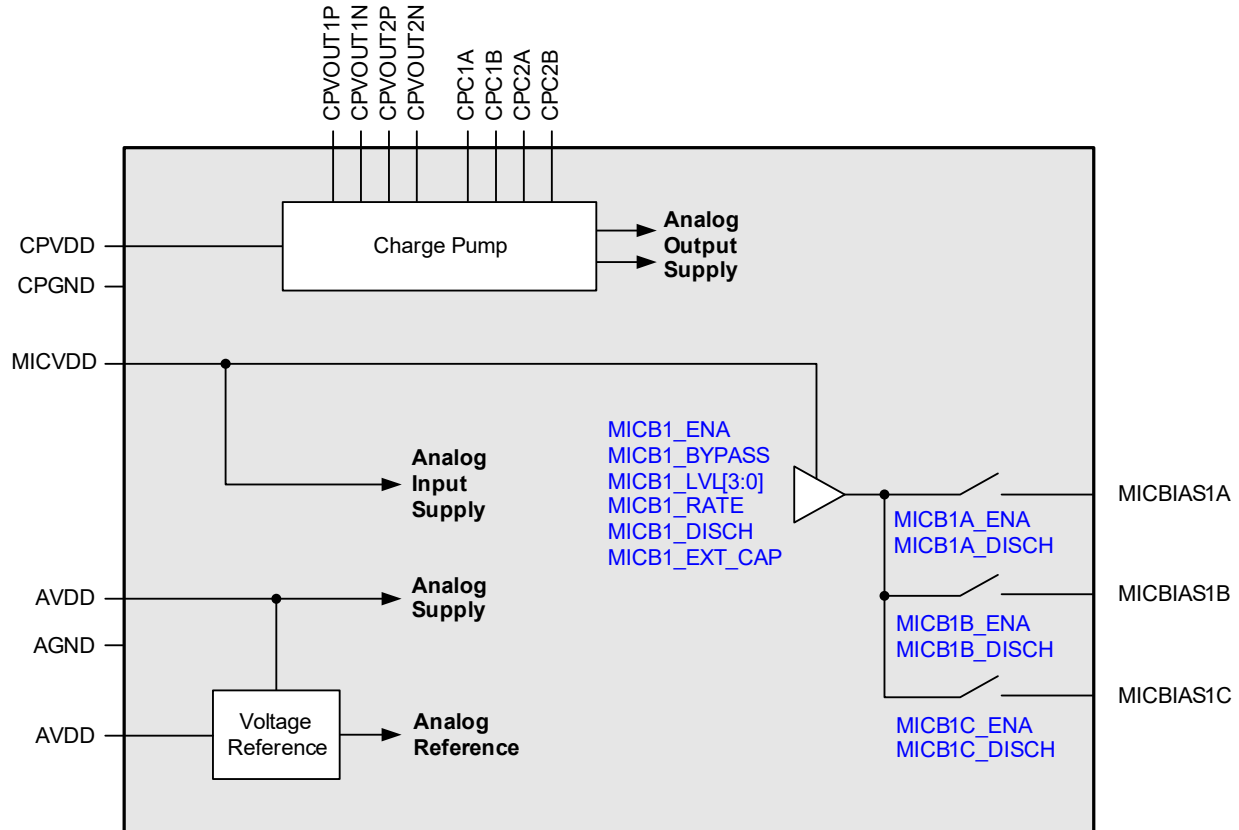 CPVOUT1P
CPVOUT1N
CPVOUT2P
CPVOUT2N
CPC1A
CPC1B
CPC2A
CPC2B
CPVDD
CPGND
Charge Pump
Analog
Output
Supply
MICVDD
Analog
Input
Supply
MICB1_ENA
MICB1_BYPASS
MICB1_LVL[3:0]
MICB1_RATE
MICB1_DISCH
MICB1_EXT_CAP
MICB1A_ENA
MICB1A_DISCH
MICBIAS1A
MICB1B_ENA
MICB1B_DISCH
MICBIAS1B
MICB1C_ENA
MICB1C_DISCH
MICBIAS1C
AVDD
Analog
Supply
AGND
AVDD
Voltage
Reference
Analog
Reference